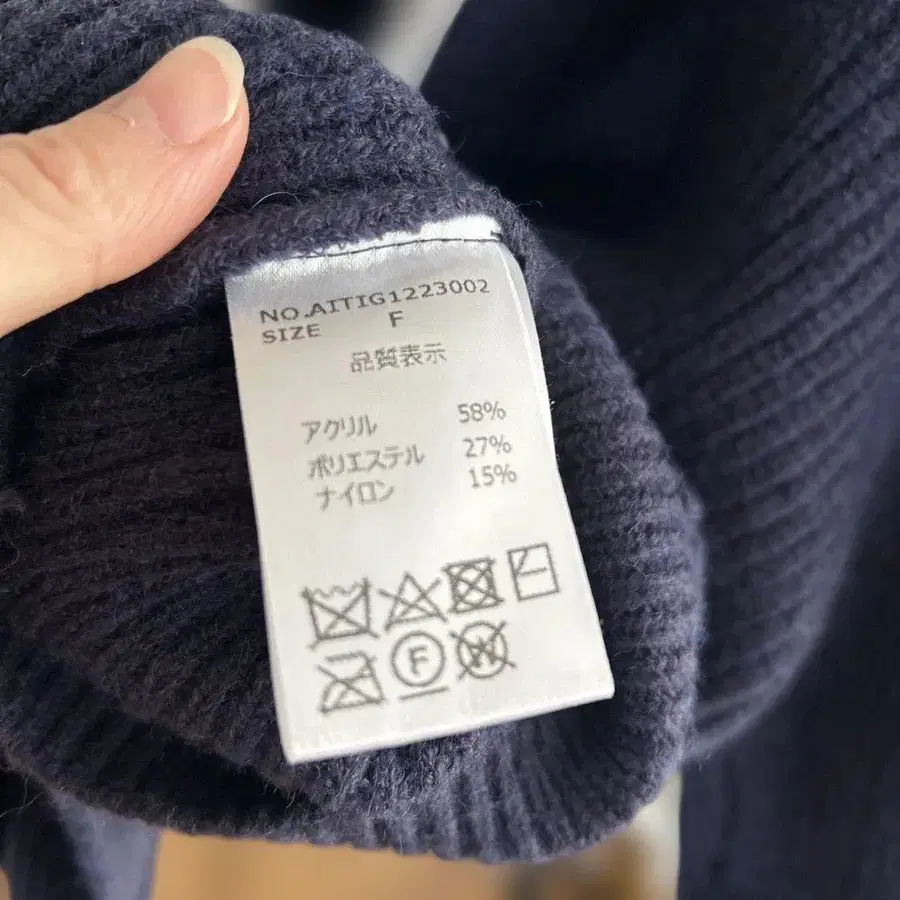 NO.AITIG1223002
SIZE F
品質表示
アクリル 58%
ポリエステル 27%
ナイロン 15%
F W